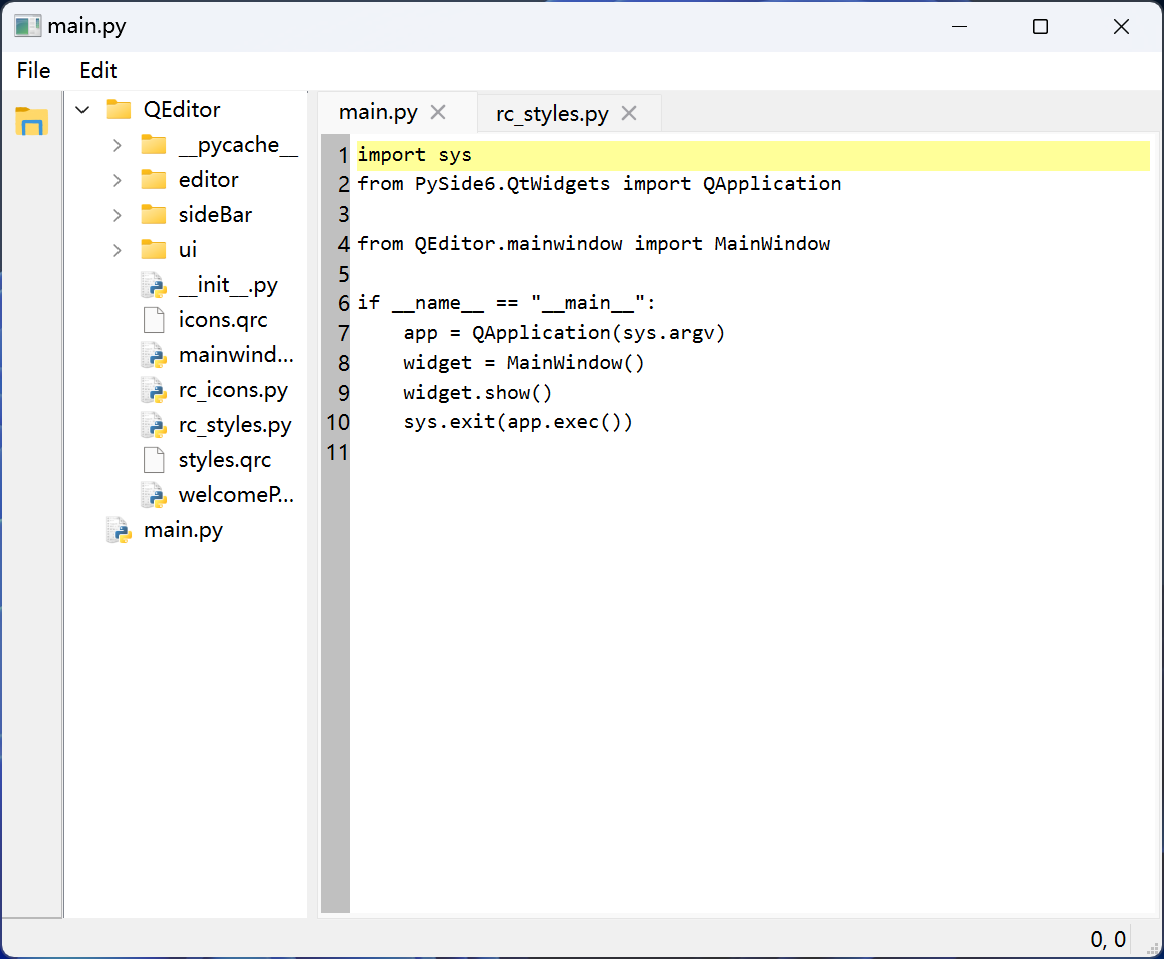 main.py
File Edit
QEditor
__pycache__
editor
sideBar
ui
__init__.py
icons.qrc
mainwind...
rc_icons.py
rc_styles.py
styles.qrc
welcomeP...
main.py
main.py rc_styles.py
1 import sys
2 from PySide6.QtWidgets import QApplication
3
4 from QEditor.mainwindow import MainWindow
5
6 if __name__ == "__main__":
7     app = QApplication(sys.argv)
8     widget = MainWindow()
9     widget.show()
10     sys.exit(app.exec())
11
0, 0